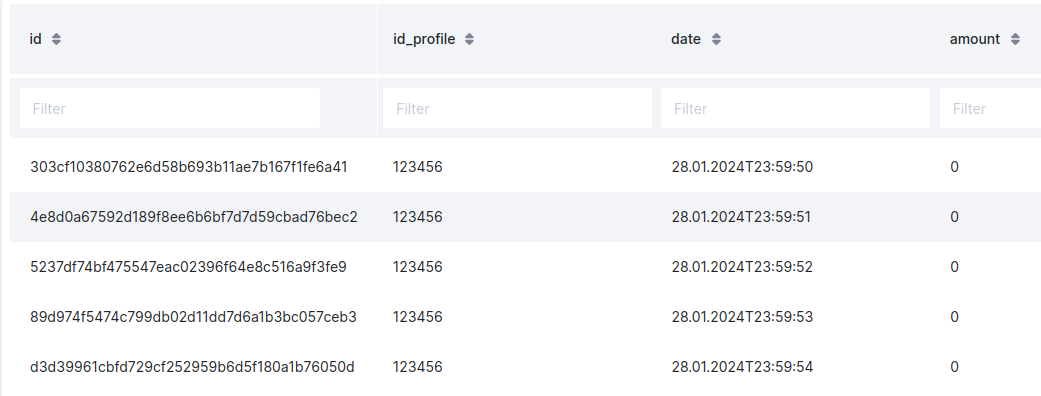 id id_profile date amount
Filter Filter Filter Filter
303cf10380762e6d58b693b11ae7b167f1fe6a41 123456 28.01.2024T23:59:50 0
4e8d0a67592d189f8ee6b6bf7d7d59cbad76bec2 123456 28.01.2024T23:59:51 0
5237df74bf475547eac02396f64e8c516a9f3fe9 123456 28.01.2024T23:59:52 0
89d974f5474c799db02d11dd7d6a1b3bc057ceb3 123456 28.01.2024T23:59:53 0
d3d39961cbfd729cf252959b6d5f180a1b76050d 123456 28.01.2024T23:59:54 0